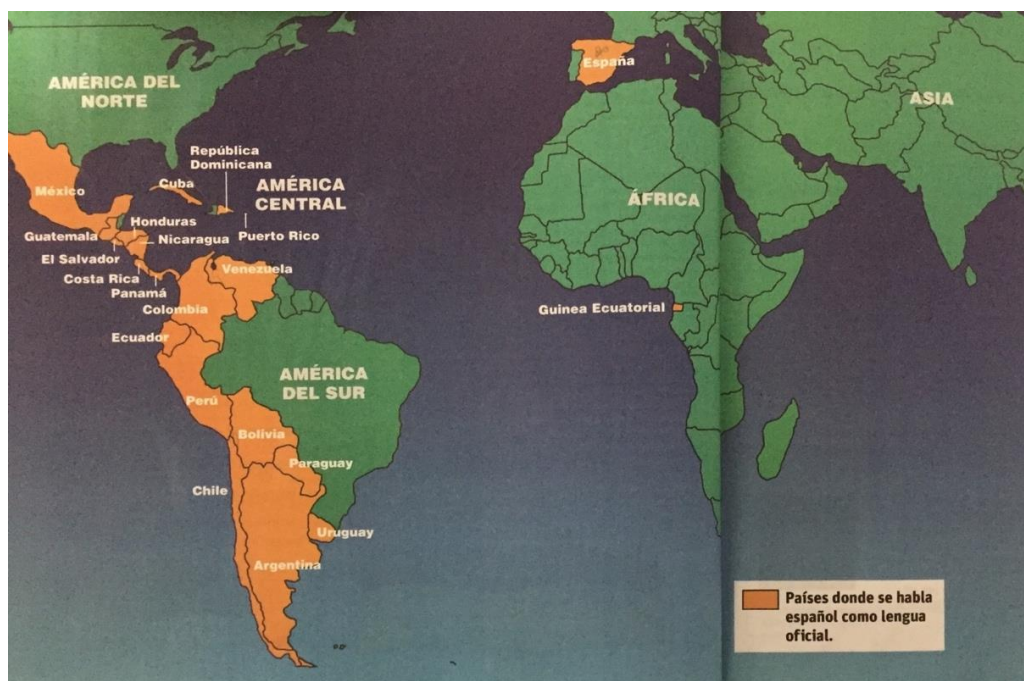 AMÉRICA DEL
NORTE
España
ASIA
República
Dominicana
México
Cuba
AMÉRICA
CENTRAL
ÁFRICA
Honduras
Guatemala
Nicaragua
Puerto Rico
El Salvador
Costa Rica
Panamá
Venezuela
Colombia
Guinea Ecuatorial
Ecuador
AMÉRICA
DEL SUR
Perú
Bolivia
Paraguay
Chile
Uruguay
Argentina
Países donde se habla
español como lengua
oficial.